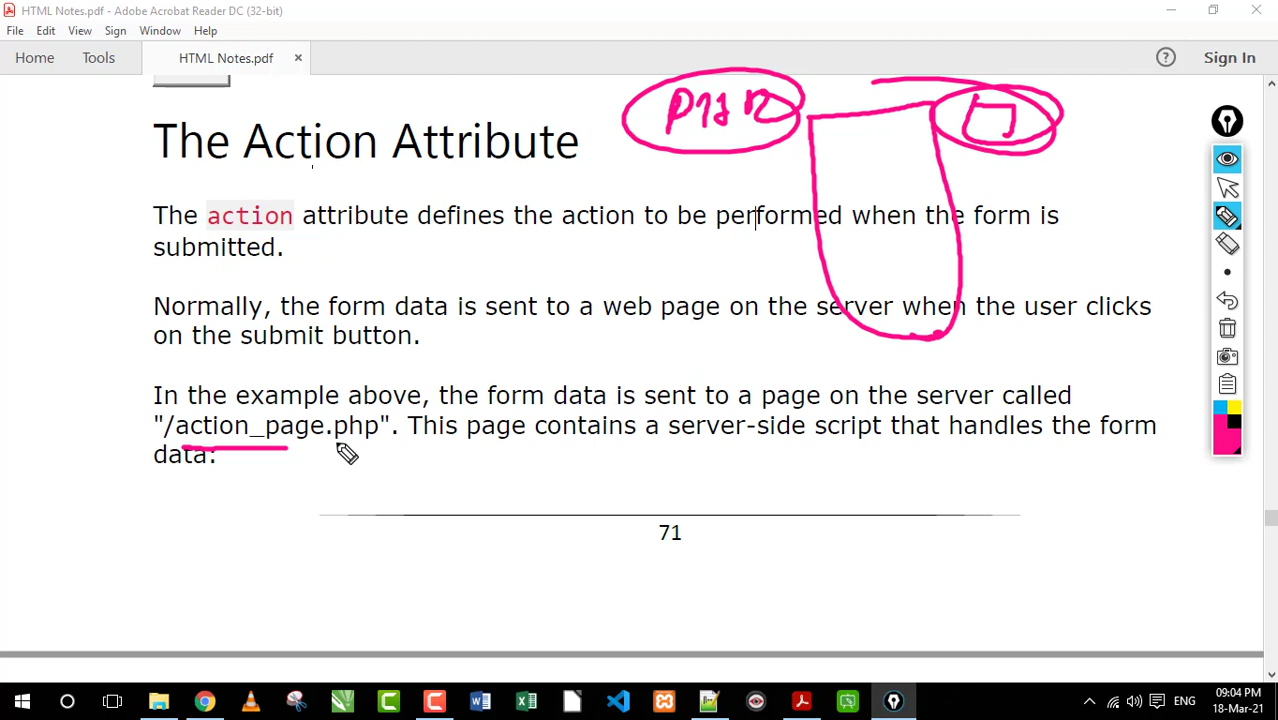 HTML Notes.pdf - Adobe Acrobat Reader DC (32-bit)
File Edit View Sign Window Help
Home Tools HTML Notes.pdf × Sign In
The Action Attribute
The action attribute defines the action to be performed when the form is
submitted.
Normally, the form data is sent to a web page on the server when the user clicks
on the submit button.
In the example above, the form data is sent to a page on the server called
"/action_page.php". This page contains a server-side script that handles the form
data:
71
ENG
09:04 PM
18-Mar-21